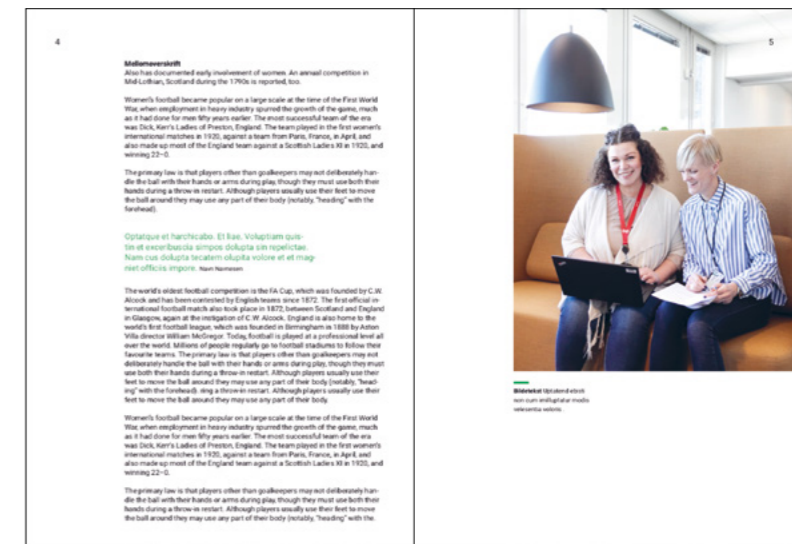 4
Mellomoverskrift
Also has documented early involvement of women. An annual competition in
Mid-Lothian, Scotland during the 1790s is reported, too.
Women's football became popular on a large scale at the time of the First World
War, when employment in heavy industry spurred the growth of the game, much
as it had done for men fifty years earlier. The most successful team of the era
was Dick, Kerr's Ladies of Preston, England. The team played in the first women's
international matches in 1920, against a team from Paris, France, in April, and
also made up most of the England team against a Scottish Ladies XI in 1920, and
winning 22–0.
The primary law is that players other than goalkeepers may not deliberately han-
dle the ball with their hands or arms during play, though they must use both their
hands during a throw-in restart. Although players usually use their feet to move
the ball around they may use any part of their body (notably, "heading" with the
forehead).
Optatque et harchicabo. Et liae. Voluptiam quis-
tin et exceribuscia simpos dolupta sin repelictae.
Nam cus dolupta tecatem olupita volore et et mag-
niet officiis impore. Navn Navnesen
The world's oldest football competition is the FA Cup, which was founded by C.W.
Alcock and has been contested by English teams since 1872. The first official in-
ternational football match also took place in 1872, between Scotland and England
in Glasgow, again at the instigation of C.W. Alcock. England is also home to the
world's first football league, which was founded in Birmingham in 1888 by Aston
Villa director William McGregor. Today, football is played at a professional level all
over the world. Millions of people regularly go to football stadiums to follow their
favourite teams. The primary law is that players other than goalkeepers may not
deliberately handle the ball with their hands or arms during play, though they must
use both their hands during a throw-in restart. Although players usually use their
feet to move the ball around they may use any part of their body (notably, "head-
ing" with the forehead). ring a throw-in restart. Although players usually use their
feet to move the ball around they may use any part of their body.
Women's football became popular on a large scale at the time of the First World
War, when employment in heavy industry spurred the growth of the game, much
as it had done for men fifty years earlier. The most successful team of the era
was Dick, Kerr's Ladies of Preston, England. The team played in the first women's
international matches in 1920, against a team from Paris, France, in April, and
also made up most of the England team against a Scottish Ladies XI in 1920, and
winning 22–0.
The primary law is that players other than goalkeepers may not deliberately han-
dle the ball with their hands or arms during play, though they must use both their
hands during a throw-in restart. Although players usually use their feet to move
the ball around they may use any part of their body (notably, "heading" with the
5
Bildetekst
non cum imilluptatur modis
velesentia voloris